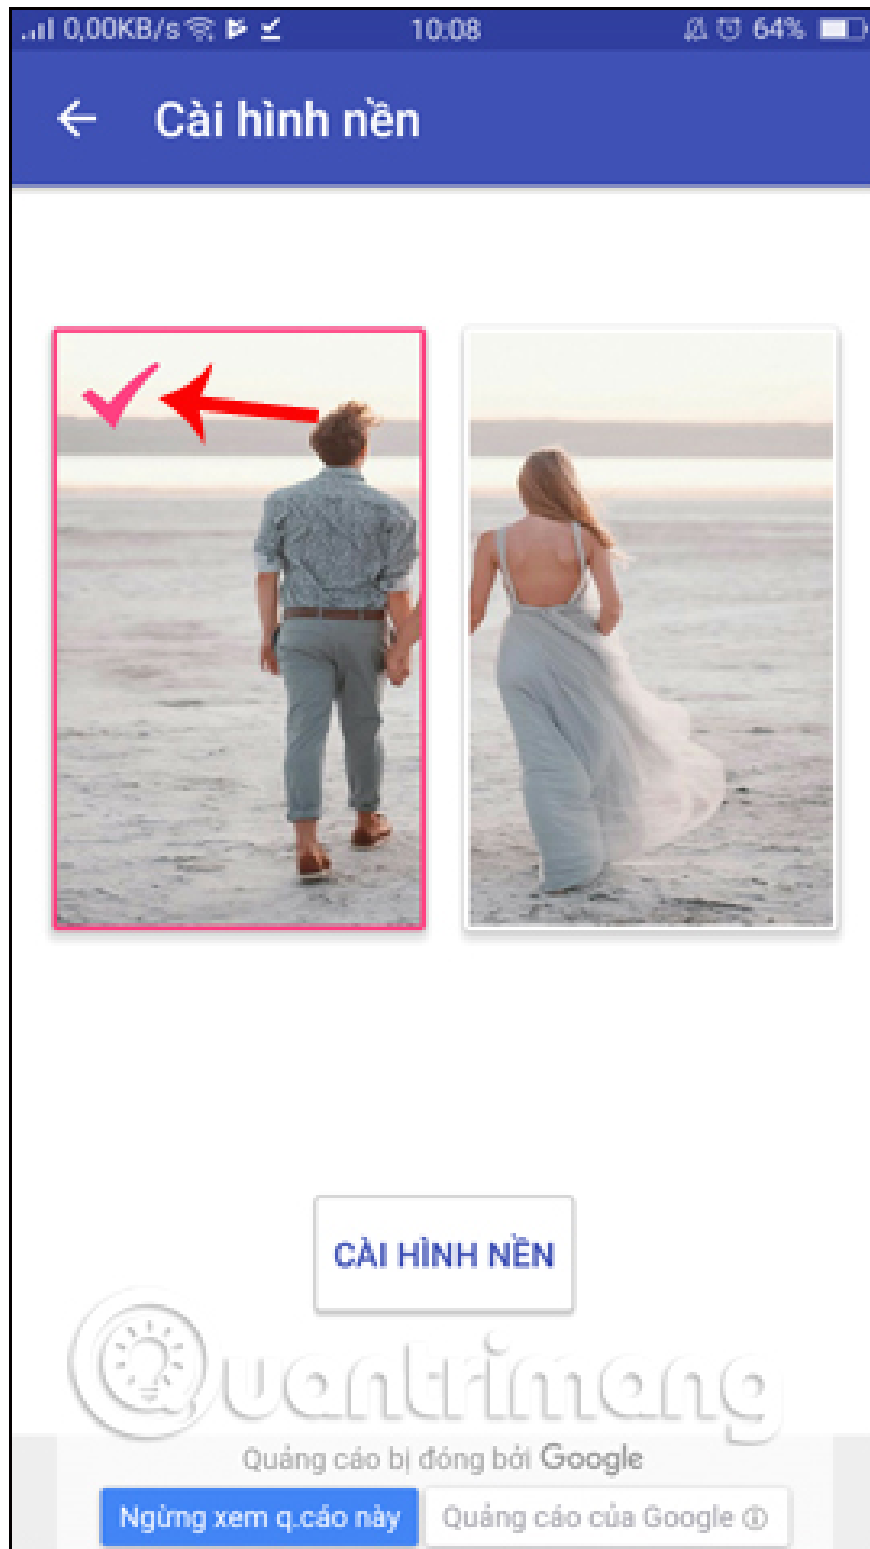 0,00KB/s 10:08 64%
Cài hình nền
CÀI HÌNH NỀN
Quantrimang
Quảng cáo bị đóng bởi Google
Ngừng xem q.cáo này
Quảng cáo của Google